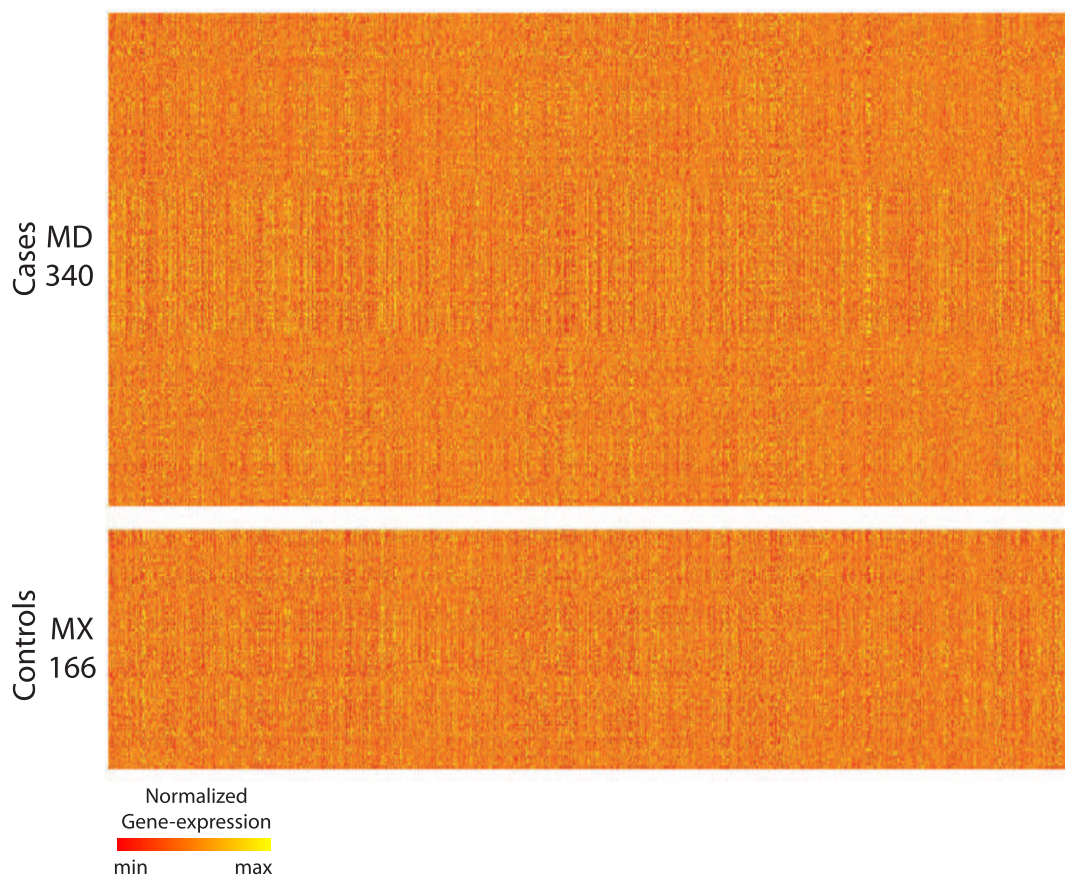 Cases
MD
340
Controls
MX
166
Normalized
Gene-expression
min max